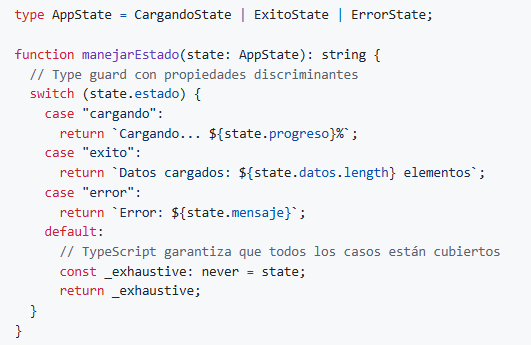 type AppState = CargandoState | ExitoState | ErrorState;

function manejarEstado(state: AppState): string {
  // Type guard con propiedades discriminantes
  switch (state.estado) {
    case "cargando":
      return `Cargando... ${state.progreso}%`;
    case "exito":
      return `Datos cargados: ${state.datos.length} elementos`;
    case "error":
      return `Error: ${state.mensaje}`;
    default:
      // TypeScript garantiza que todos los casos están cubiertos
      const _exhaustive: never = state;
      return _exhaustive;
  }
}